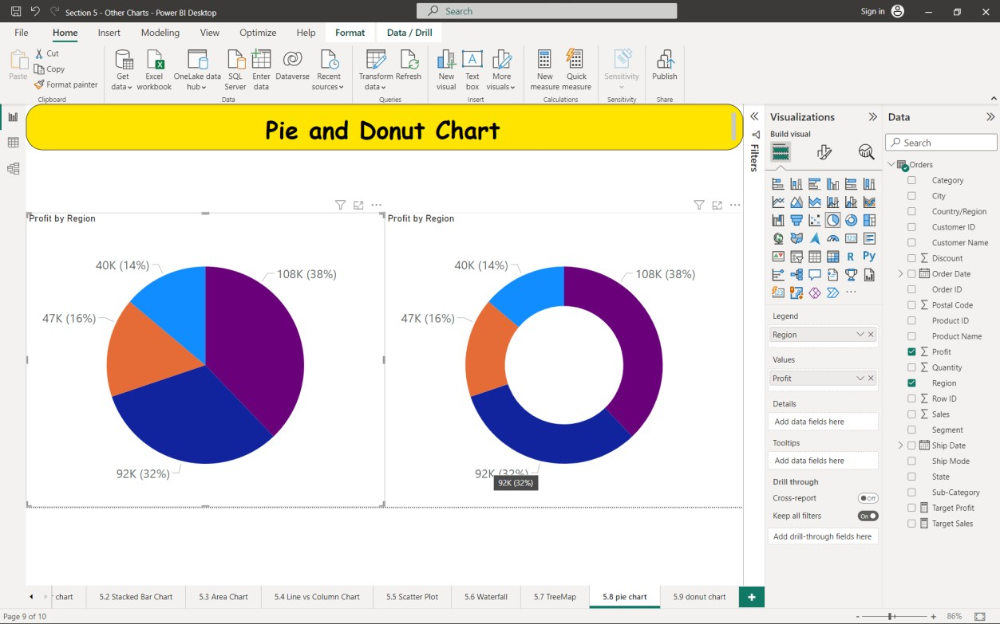 Section 5 - Other Charts - Power BI Desktop
Search
Sign in
File Home Insert Modeling View Optimize Help Format Data / Drill
Paste
Cut
Copy
Format painter
Clipboard
Get data
Excel workbook
OneLake data hub
SQL Server
Enter data
Dataverse
Recent sources
Data
Transform data
Refresh
Queries
New visual
Text box
More visuals
Insert
New measure
Quick measure
Calculations
Sensitivity
Sensitivity
Publish
Share
Pie and Donut Chart
Profit by Region
40K (14%)
108K (38%)
47K (16%)
92K (32%)
Profit by Region
40K (14%)
108K (38%)
47K (16%)
92K (32%)
92K (32%)
Filters
Visualizations
Build visual
123
R
Py
123
Legend
Region
Values
Profit
Details
Add data fields here
Tooltips
Add data fields here
Drill through
Cross-report
Off
Keep all filters
On
Add drill-through fields here
Data
Search
Orders
Category
City
Country/Region
Customer ID
Customer Name
Discount
Order Date
Order ID
Postal Code
Product ID
Product Name
Profit
Quantity
Region
Row ID
Sales
Segment
Ship Date
Ship Mode
State
Sub-Category
Target Profit
Target Sales
chart
5.2 Stacked Bar Chart
5.3 Area Chart
5.4 Line vs Column Chart
5.5 Scatter Plot
5.6 Waterfall
5.7 TreeMap
5.8 pie chart
5.9 donut chart
Page 9 of 10
86%